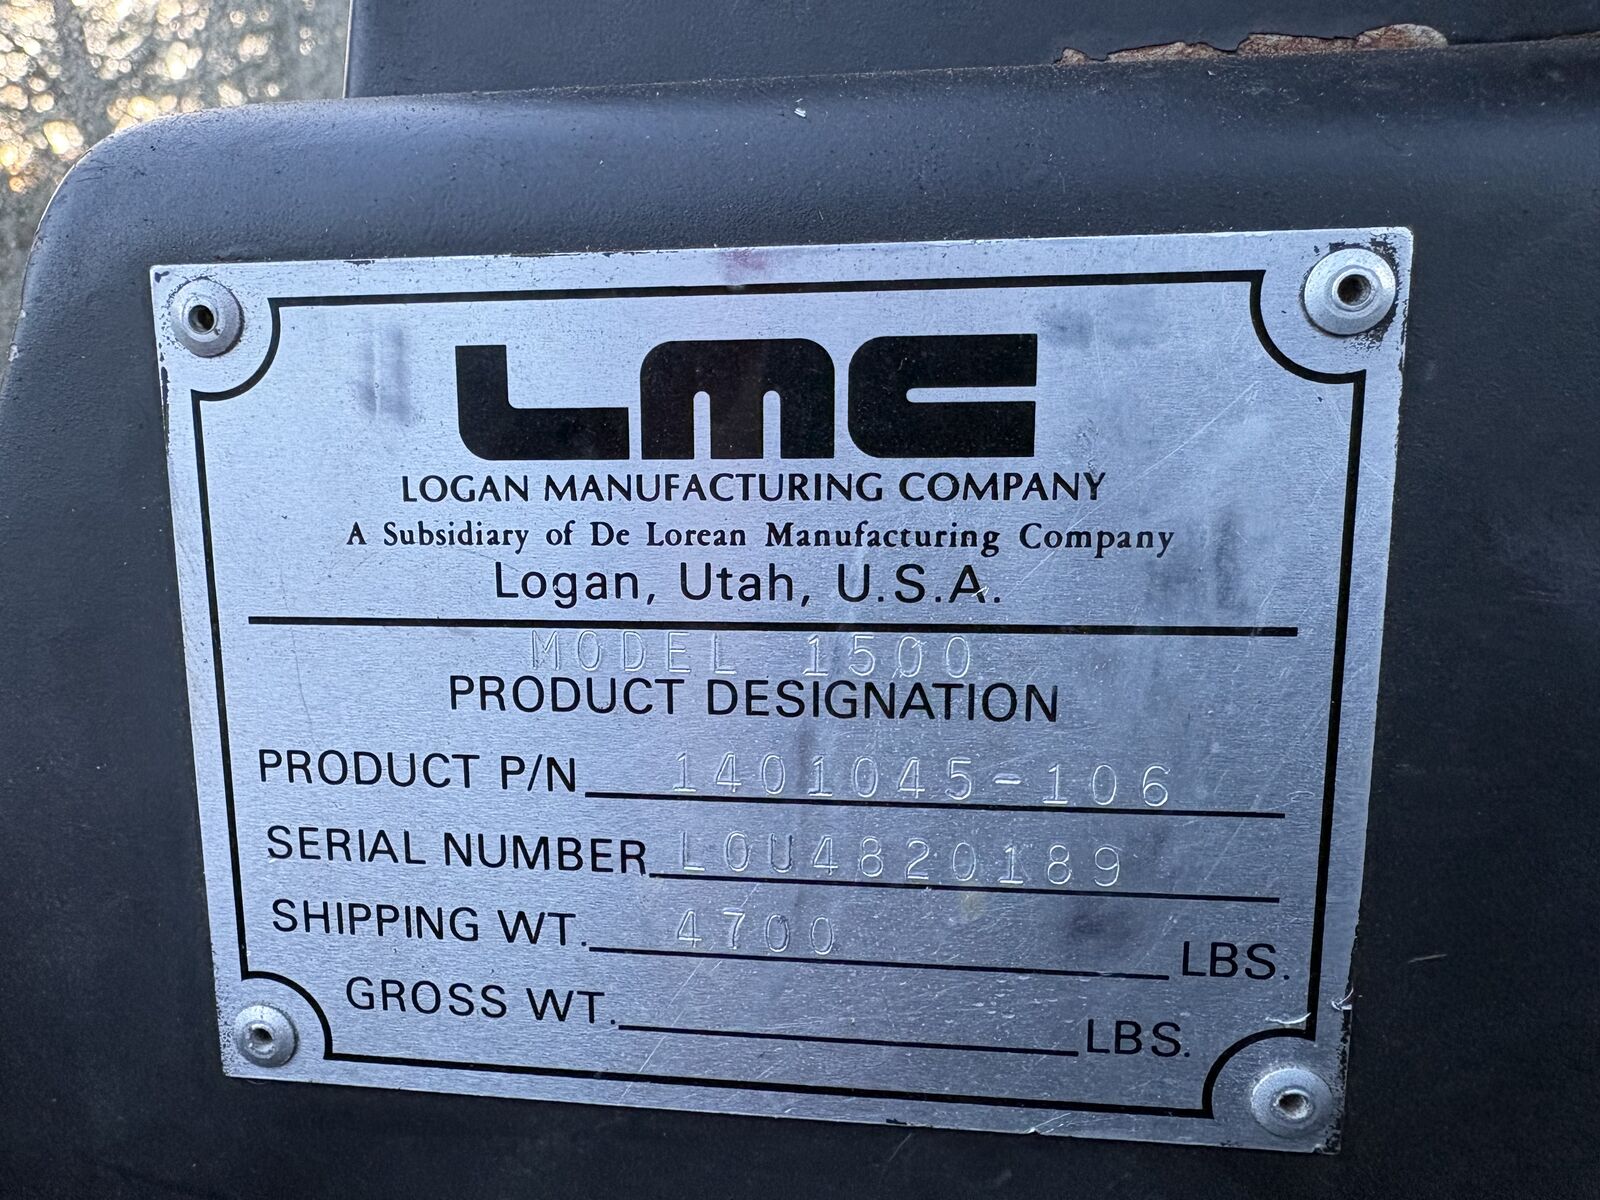 LMC
LOGAN MANUFACTURING COMPANY
A Subsidiary of De Lorean Manufacturing Company
Logan, Utah, U.S.A.
MODEL 1500
PRODUCT DESIGNATION
PRODUCT P/N 1401045-106
SERIAL NUMBER LOU4820189
SHIPPING WT. 4700 LBS.
GROSS WT. LBS.